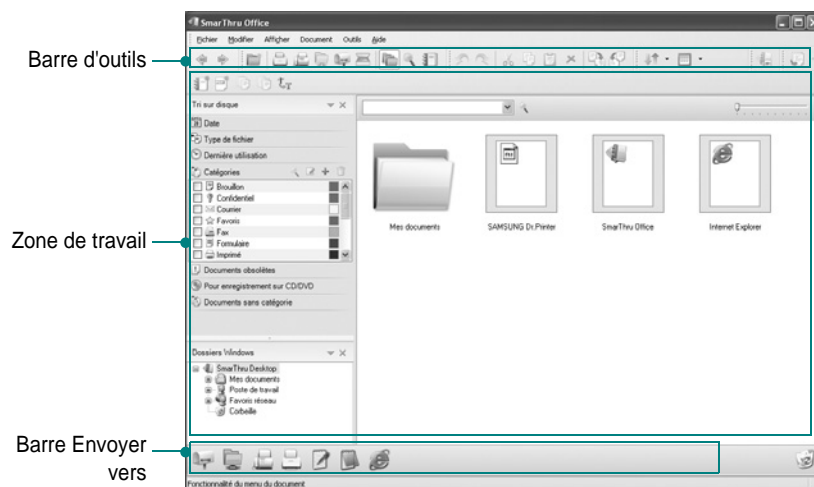 SmarThru Office
Fichier Modifier Afficher Document Outils Aide
Barre d'outils
Tri sur disque
Date
Type de fichier
Dernière utilisation
Catégories
Brouillon
Confidentiel
Courrier
Favoris
Fax
Formulaire
Imprimé
Documents obsolètes
Pour enregistrement sur CD/DVD
Documents sans catégorie
Mes documents
SAMSUNG Dr.Printer
SmarThru Office
Internet Explorer
Zone de travail
Dossiers Windows
SmarThru Desktop
Mes documents
Poste de travail
Favoris réseau
Corbeille
Barre Envoyer
vers
Fonctionnalité du menu du document